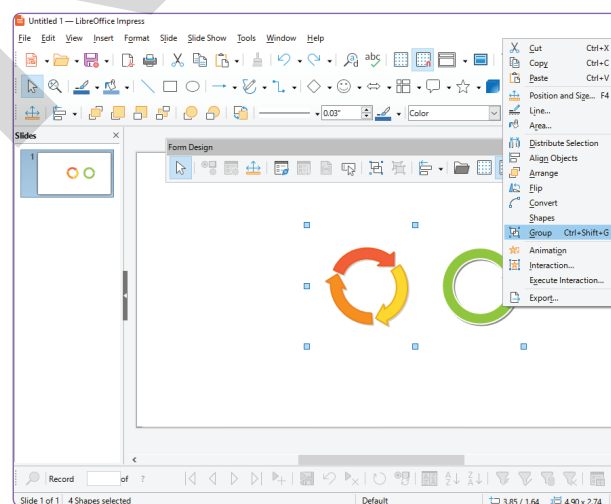 Untitled 1 — LibreOffice Impress
File Edit View Insert Format Slide Slide Show Tools Window Help
abc
0.03"
Color
Slides
Form Design
1
Cut Ctrl+X
Copy Ctrl+C
Paste Ctrl+V
Position and Size... F4
Line...
Area...
Distribute Selection
Align Objects
Arrange
Flip
Convert
Shapes
Group Ctrl+Shift+G
Animation
Interaction...
Execute Interaction...
Export...
Record of ?
Slide 1 of 1 4 Shapes selected Default 3.85 / 1.64 4.90 x 2.74